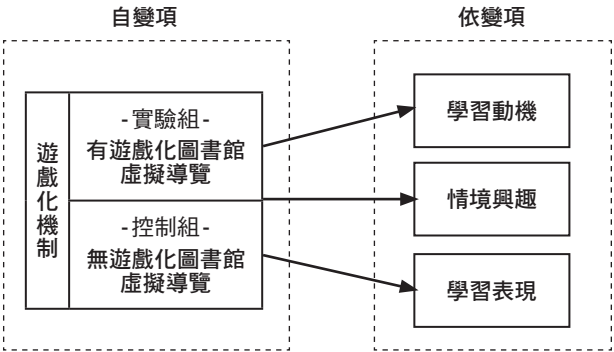 自變項
依變項
遊戲化機制
-實驗組-
有遊戲化圖書館
虛擬導覽
-控制組-
無遊戲化圖書館
虛擬導覽
學習動機
情境興趣
學習表現